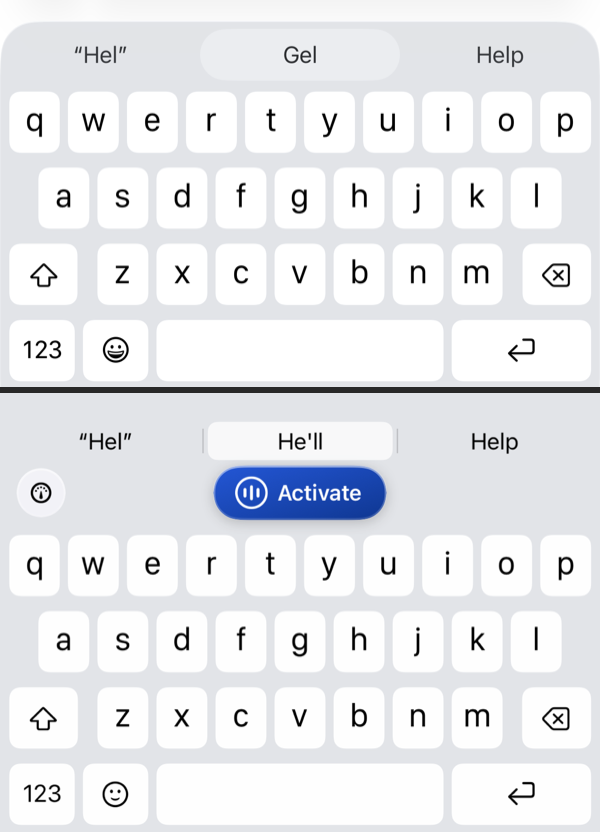 “Hel” Gel Help
q w e r t y u i o p
a s d f g h j k l
z x c v b n m
123
“Hel” He'll Help
Activate
q w e r t y u i o p
a s d f g h j k l
z x c v b n m
123